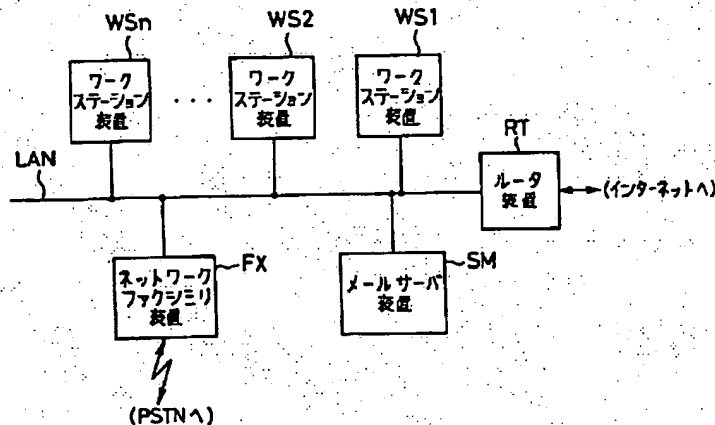 WSn
WS2
WS1
ワーク
ステーション
装置
...
ワーク
ステーション
装置
ワーク
ステーション
装置
LAN
RT
ルータ
装置
(インターネットへ)
ネットワーク
ファクシミリ
装置
FX
メールサーバ
装置
SM
(PSTNへ)